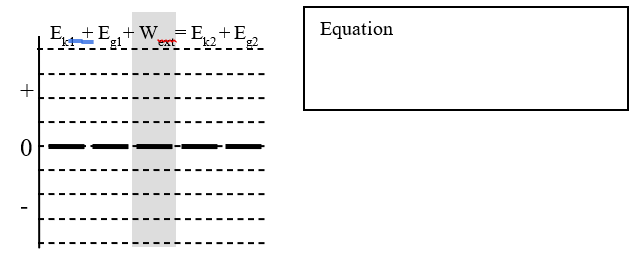 Ek1 + Eg1 + Wext = Ek2 + Eg2
Equation
+
0
-